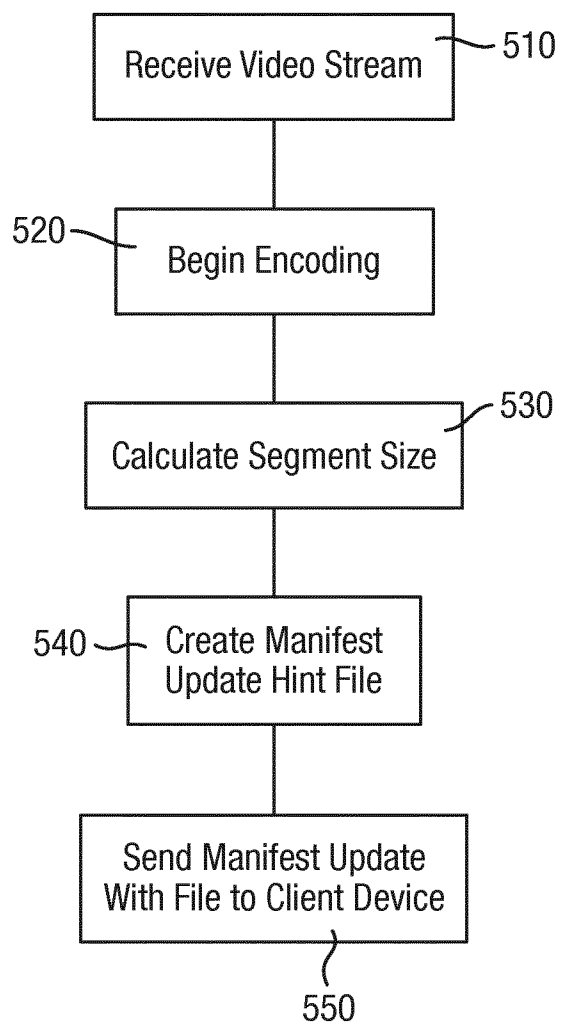 Receive Video Stream
510
520
Begin Encoding
530
Calculate Segment Size
540
Create Manifest
Update Hint File
Send Manifest Update
With File to Client Device
550